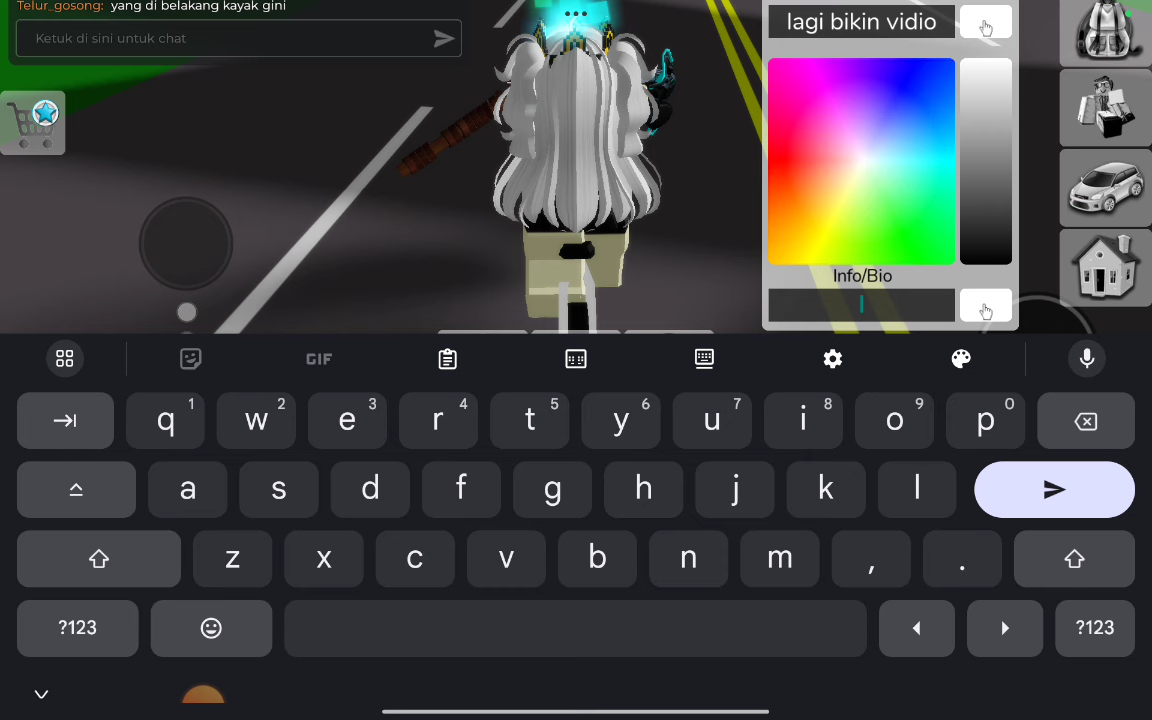 Telur_gosong: yang di belakang kayak gini
Ketuk di sini untuk chat
lagi bikin vidio
Info/Bio
GIF
q 1 w 2 e 3 r 4 t 5 y 6 u 7 i 8 o 9 p 0
a s d f g h j k l
z x c v b n m , .
?123 ?123